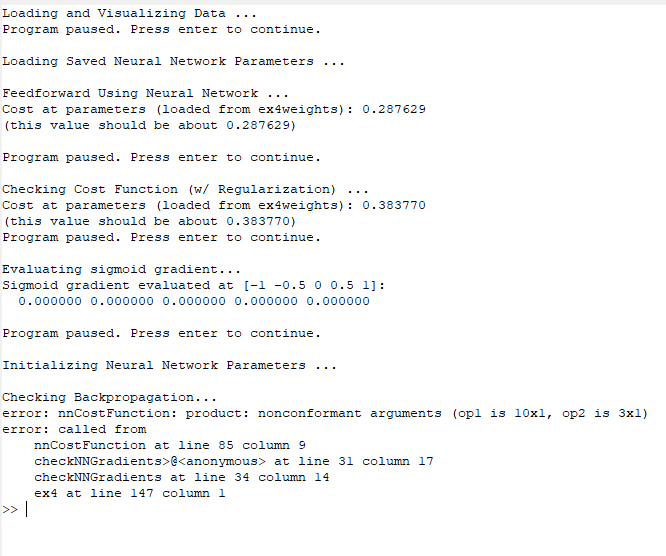 Loading and Visualizing Data ...
Program paused. Press enter to continue.
Loading Saved Neural Network Parameters ...
Feedforward Using Neural Network ...
Cost at parameters (loaded from ex4weights): 0.287629
(this value should be about 0.287629)
Program paused. Press enter to continue.
Checking Cost Function (w/ Regularization) ...
Cost at parameters (loaded from ex4weights): 0.383770
(this value should be about 0.383770)
Program paused. Press enter to continue.
Evaluating sigmoid gradient...
Sigmoid gradient evaluated at [-1 -0.5 0 0.5 1]:
0.000000 0.000000 0.000000 0.000000 0.000000
Program paused. Press enter to continue.
Initializing Neural Network Parameters ...
Checking Backpropagation...
error: nnCostFunction: product: nonconformant arguments (op1 is 10x1, op2 is 3x1)
error: called from
nnCostFunction at line 85 column 9
checkNNGradients>@<anonymous> at line 31 column 17
checkNNGradients at line 34 column 14
ex4 at line 147 column 1
>>